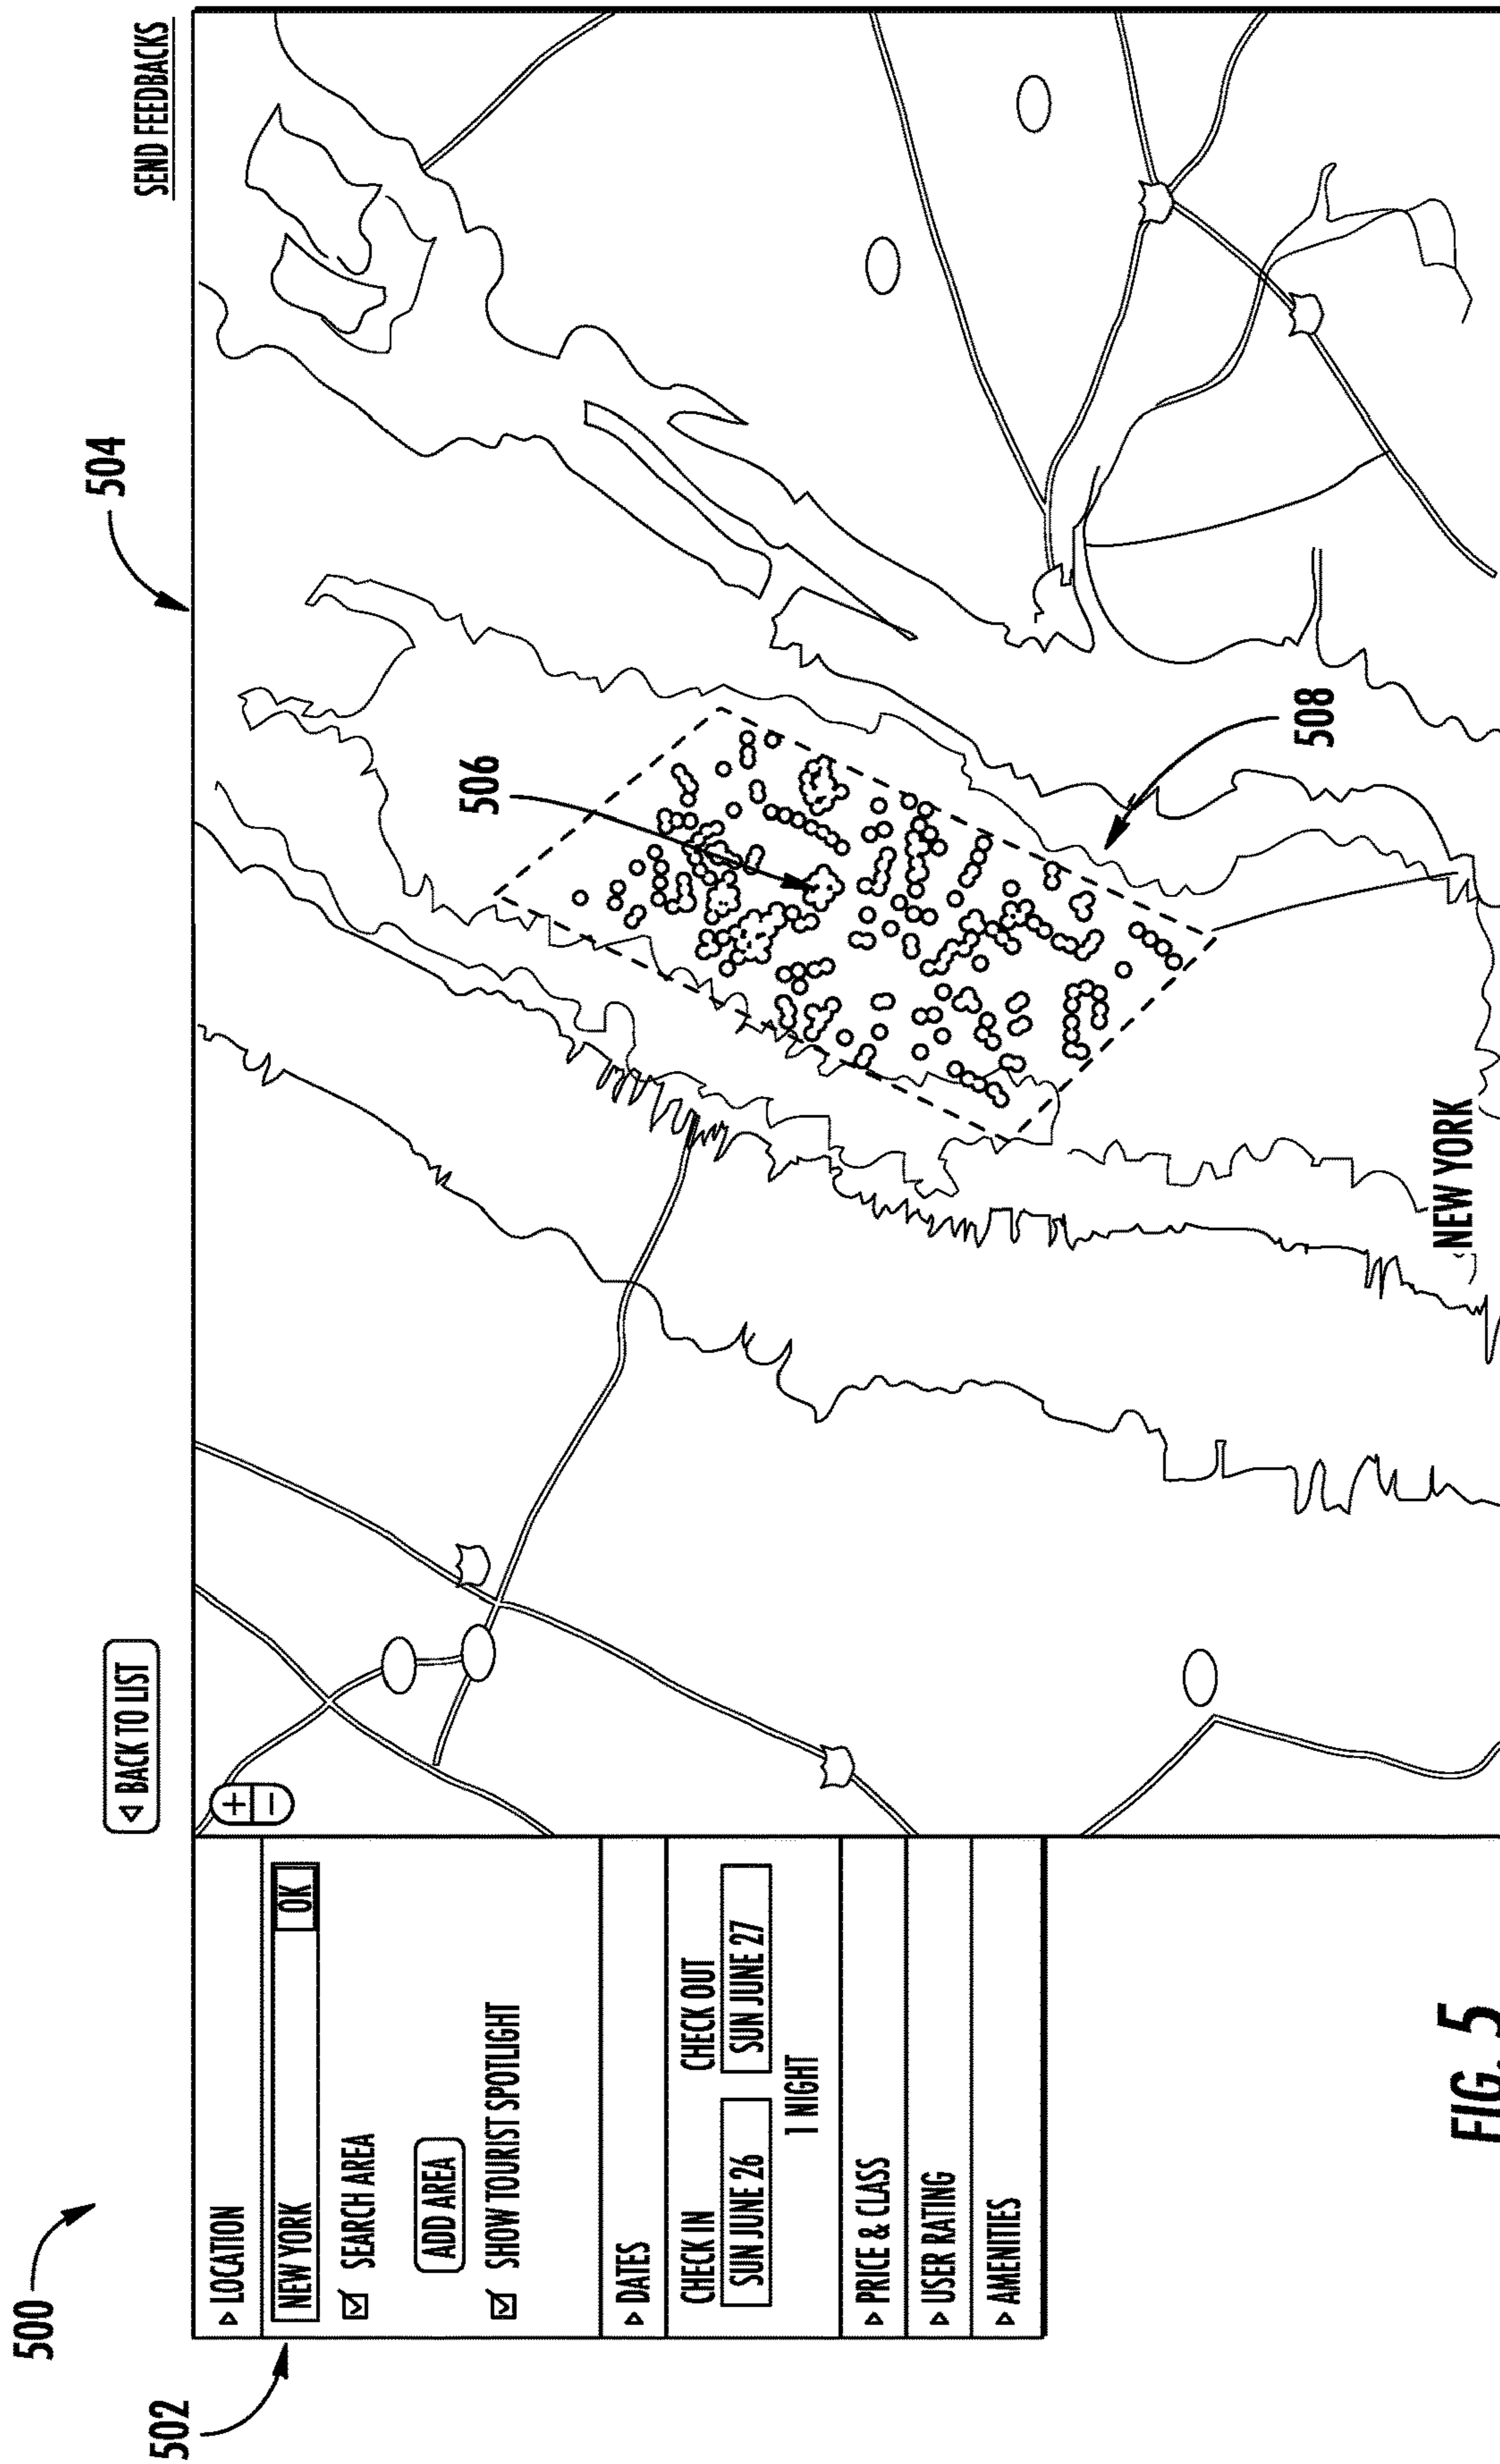 500
502
504
◁ BACK TO LIST
SEND FEEDBACKS
▷ LOCATION
NEW YORK
OK
☑ SEARCH AREA
ADD AREA
☑ SHOW TOURIST SPOTLIGHT
▷ DATES
CHECK IN
CHECK OUT
SUN JUNE 26
SUN JUNE 27
1 NIGHT
▷ PRICE & CLASS
▷ USER RATING
▷ AMENITIES
+
−
506
508
NEW YORK
FIG. 5